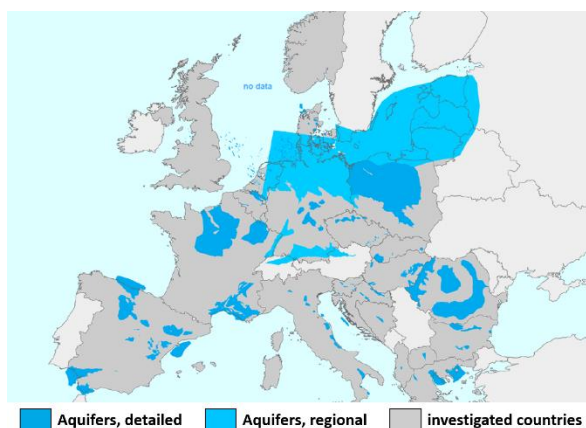 no data
Aquifers, detailed Aquifers, regional investigated countries